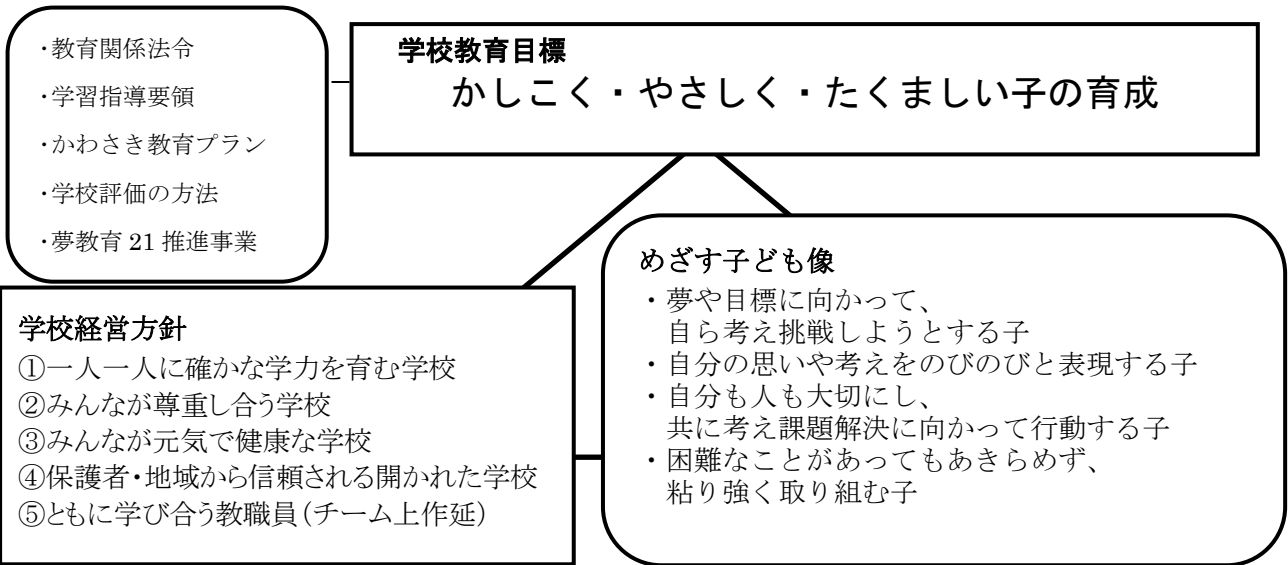 ・教育関係法令
・学習指導要領
・かわさき教育プラン
・学校評価の方法
・夢教育 21 推進事業
学校教育目標
かしこく・やさしく・たくましい子の育成
学校経営方針
①一人一人に確かな学力を育む学校
②みんなが尊重し合う学校
③みんなが元気で健康な学校
④保護者・地域から信頼される開かれた学校
⑤ともに学び合う教職員(チーム上作延)
めざす子ども像
・夢や目標に向かって、
自ら考え挑戦しようとする子
・自分の思いや考えをのびのびと表現する子
・自分も人も大切にし、
共に考え課題解決に向かって行動する子
・困難なことがあってもあきらめず、
粘り強く取り組む子